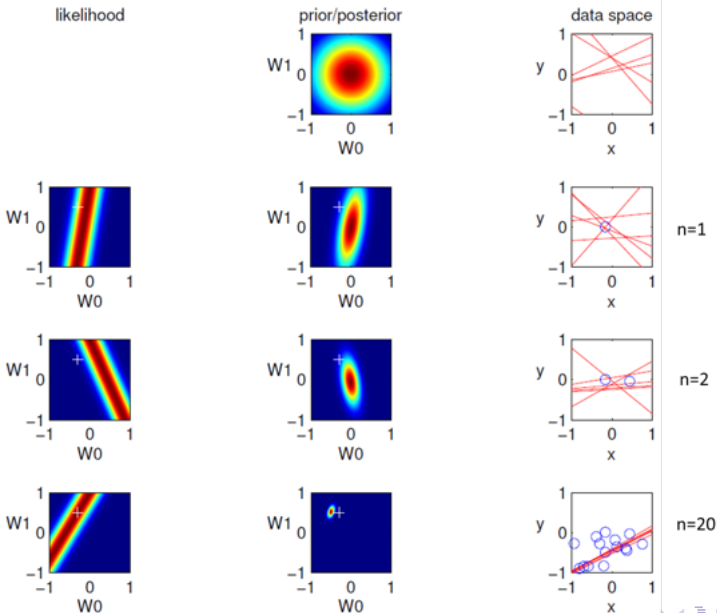 likelihood prior/posterior data space
1 1
W1 0 y 0
−1 −1
−1 0 1 −1 0 1
W0 x
1 1 1
W1 0 W1 0 y 0 n=1
−1 −1 −1
−1 0 1 −1 0 1 −1 0 1
W0 W0 x
1 1 1
W1 0 W1 0 y 0 n=2
−1 −1 −1
−1 0 1 −1 0 1 −1 0 1
W0 W0 x
1 1 1
W1 0 W1 0 y 0 n=20
−1 −1 −1
−1 0 1 −1 0 1 −1 0 1
W0 W0 x